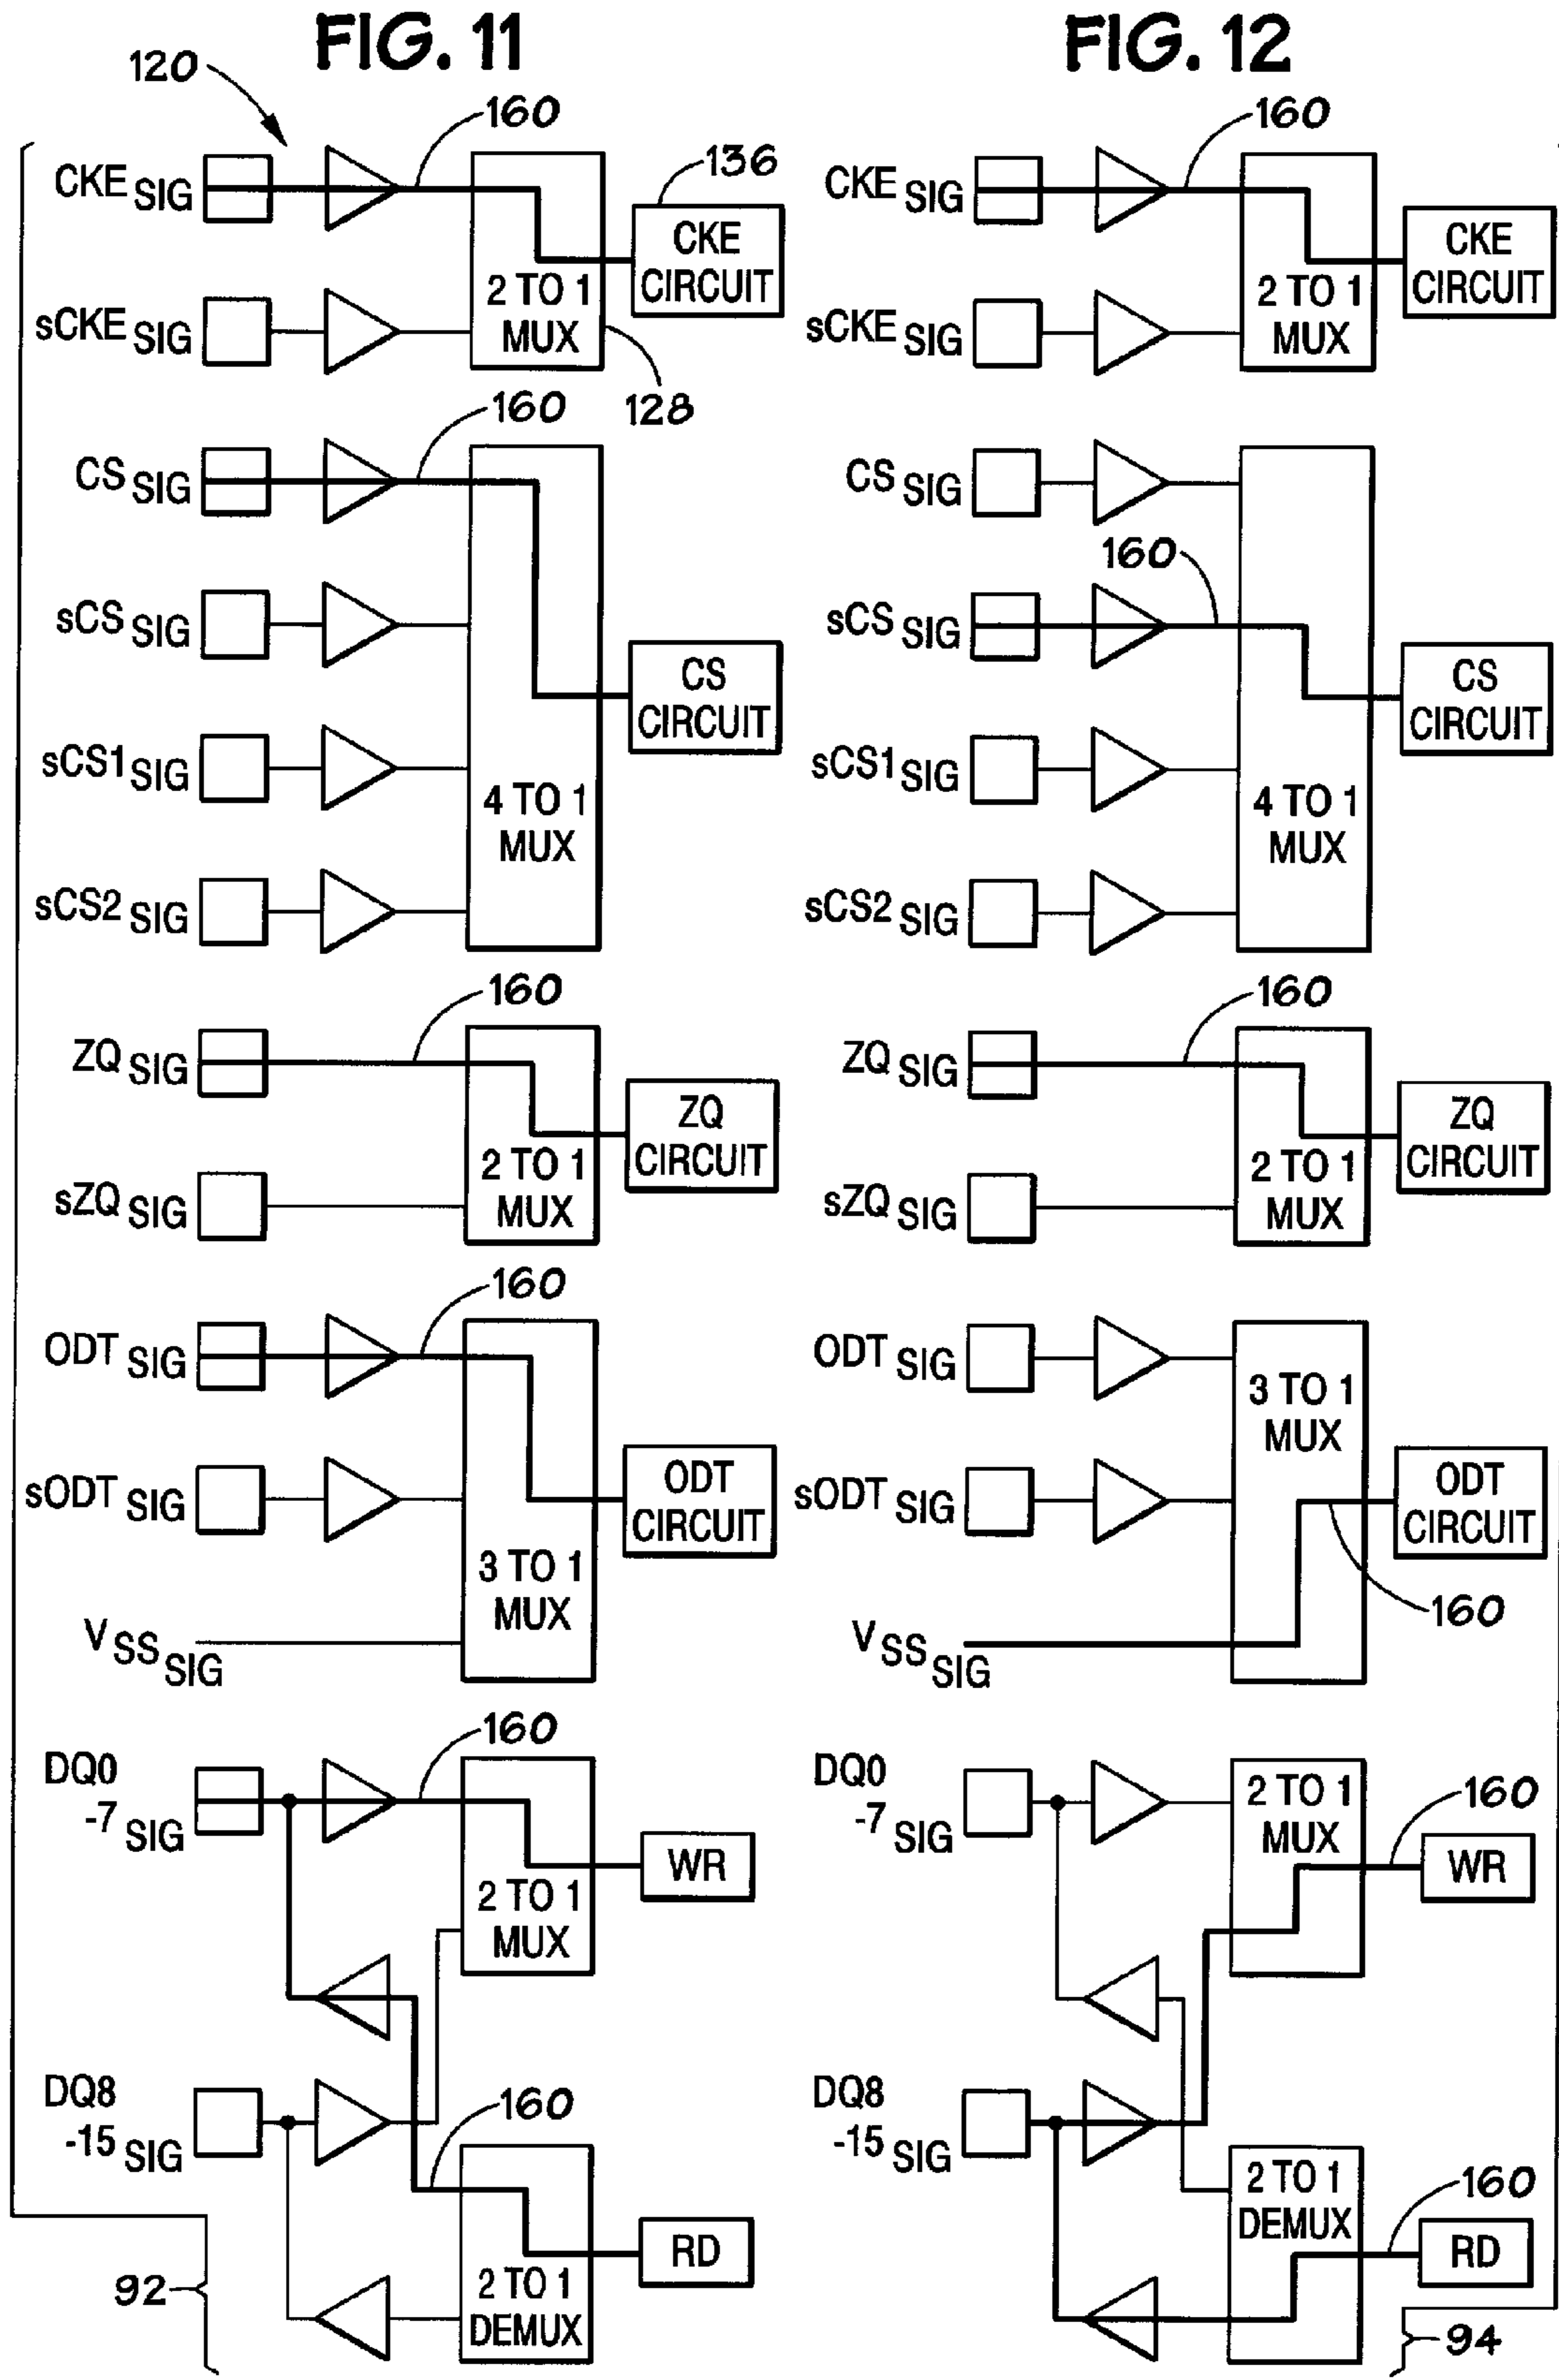 FIG. 11
120
160
CKE SIG
136
CKE
CIRCUIT
2 TO 1
MUX
sCKE SIG
128
160
CS SIG
sCS SIG
CS
CIRCUIT
sCS1 SIG
4 TO 1
MUX
sCS2 SIG
160
ZQ SIG
ZQ
CIRCUIT
2 TO 1
MUX
sZQ SIG
160
ODT SIG
ODT
CIRCUIT
sODT SIG
3 TO 1
MUX
VSS SIG
160
DQ0
-7 SIG
WR
2 TO 1
MUX
DQ8
-15 SIG
160
RD
2 TO 1
DEMUX
92
FIG. 12
160
CKE SIG
CKE
CIRCUIT
2 TO 1
MUX
sCKE SIG
CS SIG
160
sCS SIG
CS
CIRCUIT
sCS1 SIG
4 TO 1
MUX
sCS2 SIG
160
ZQ SIG
ZQ
CIRCUIT
2 TO 1
MUX
sZQ SIG
ODT SIG
3 TO 1
MUX
ODT
CIRCUIT
sODT SIG
160
VSS SIG
DQ0
-7 SIG
2 TO 1
MUX
160
WR
DQ8
-15 SIG
2 TO 1
DEMUX
160
RD
94